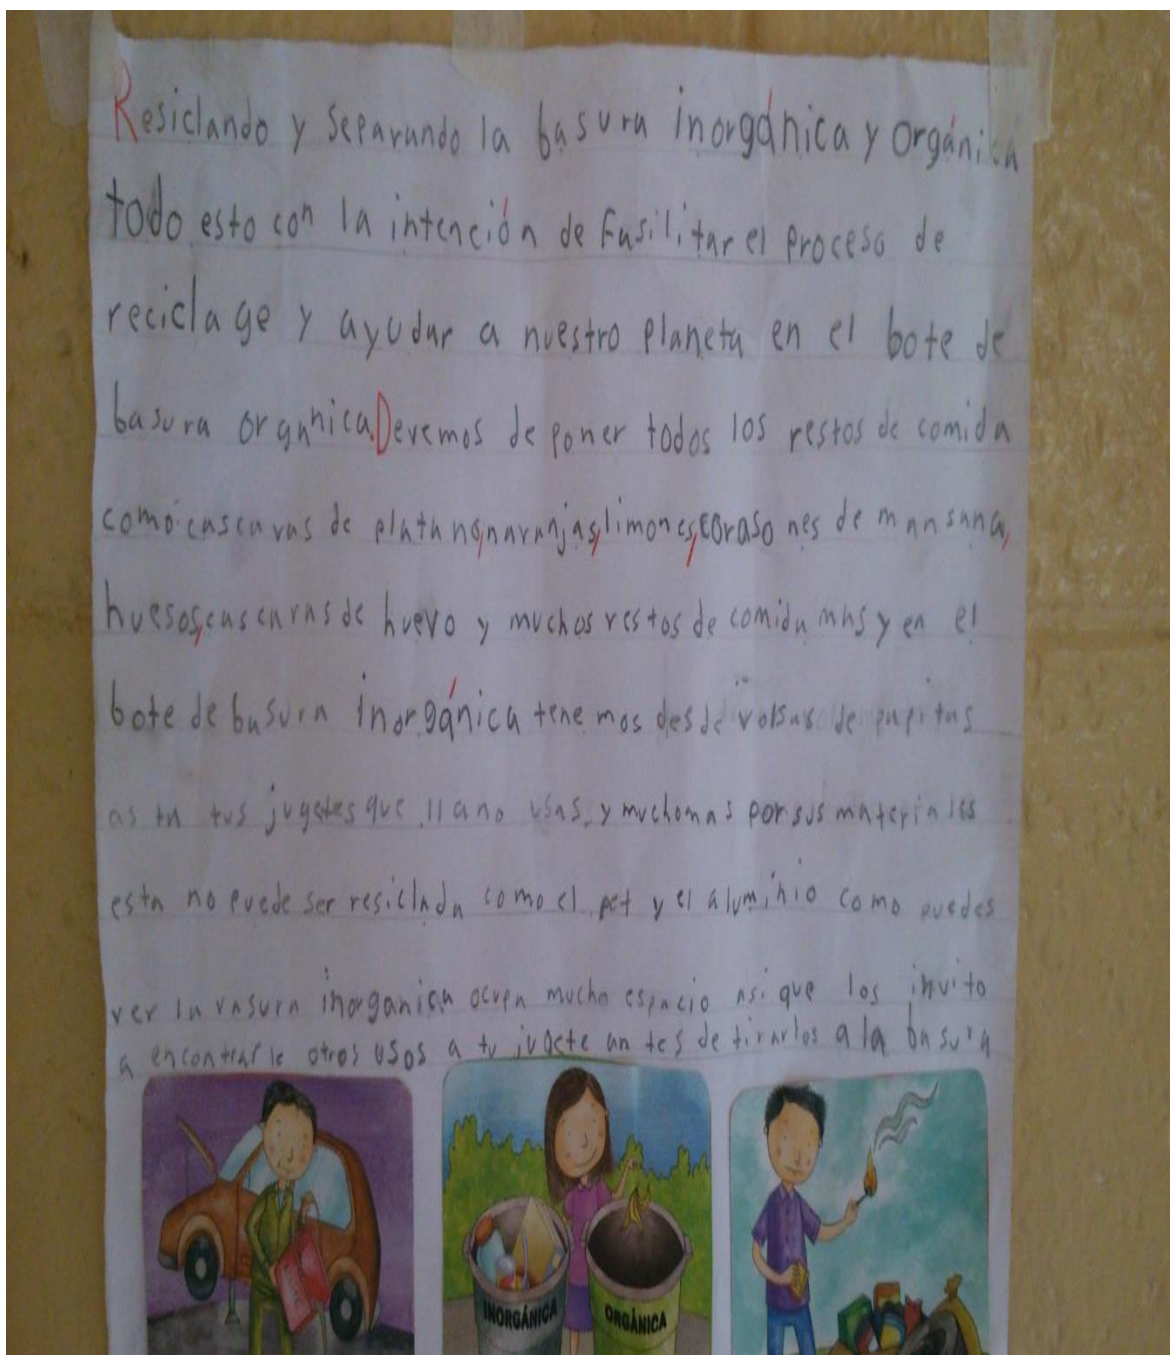 Resiclando y separando la basura inorgánica y orgánica
todo esto con la intención de fasilitar el proceso de
reciclage y ayudar a nuestro planeta en el bote de
basura organica. Devemos de poner todos los restos de comida
como cascaras de platano, naranjas, limones, corasones de mansana,
huesos, cascaras de huevo y muchos restos de comida mas y en el
bote de basura inorgánica tenemos desde volsas de papitas
asta tus jugetes que llano usas, y muchomas por sus materiales
esta no puede ser resiclada como el pet y el aluminio como puedes
ver la vasura inorganica ocupa mucho espacio asi que los invito
a encontrarle otros usos a tu jugete antes de tirarlos a la basura
INORGÁNICA ORGÁNICA